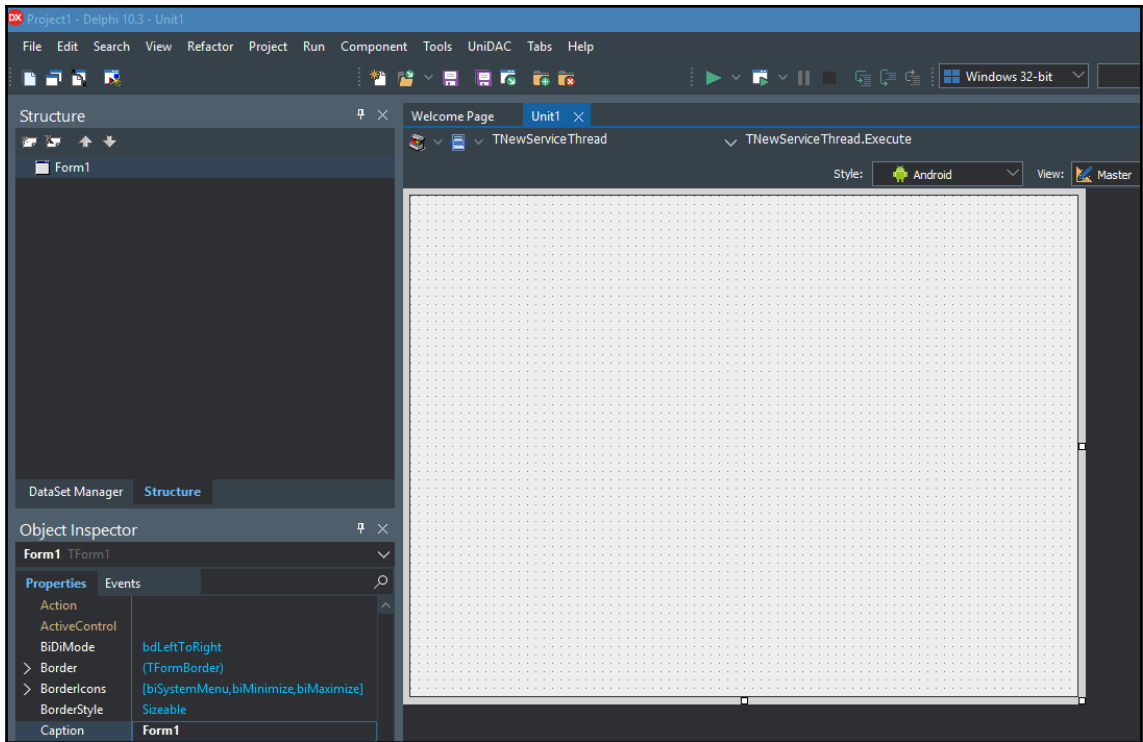 DX Project1 - Delphi 10.3 - Unit1
File Edit Search View Refactor Project Run Component Tools UniDAC Tabs Help
Windows 32-bit
Structure
Welcome Page Unit1
TNewServiceThread TNewServiceThread.Execute
Form1
Style: Android View: Master
DataSet Manager Structure
Object Inspector
Form1 TForm1
Properties Events
Action
ActiveControl
BiDiMode bdLeftToRight
Border (TFormBorder)
BorderIcons [biSystemMenu,biMinimize,biMaximize]
BorderStyle Sizeable
Caption Form1